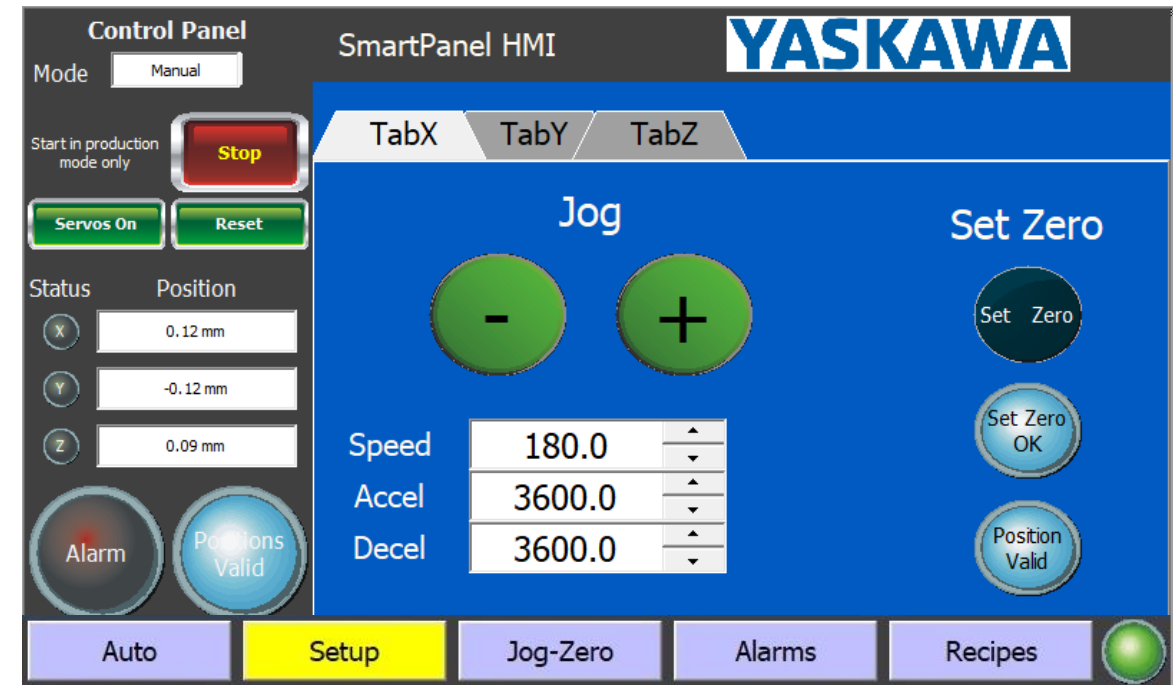 Control Panel
Mode
Manual
Start in production
mode only
Stop
Servos On
Reset
Status
Position
X
0.12 mm
Y
-0.12 mm
Z
0.09 mm
Alarm
Positions
Valid
SmartPanel HMI
YASKAWA
TabX
TabY
TabZ
Jog
-
+
Speed
180.0
Accel
3600.0
Decel
3600.0
Set Zero
Set Zero
Set Zero
OK
Position
Valid
Auto
Setup
Jog-Zero
Alarms
Recipes